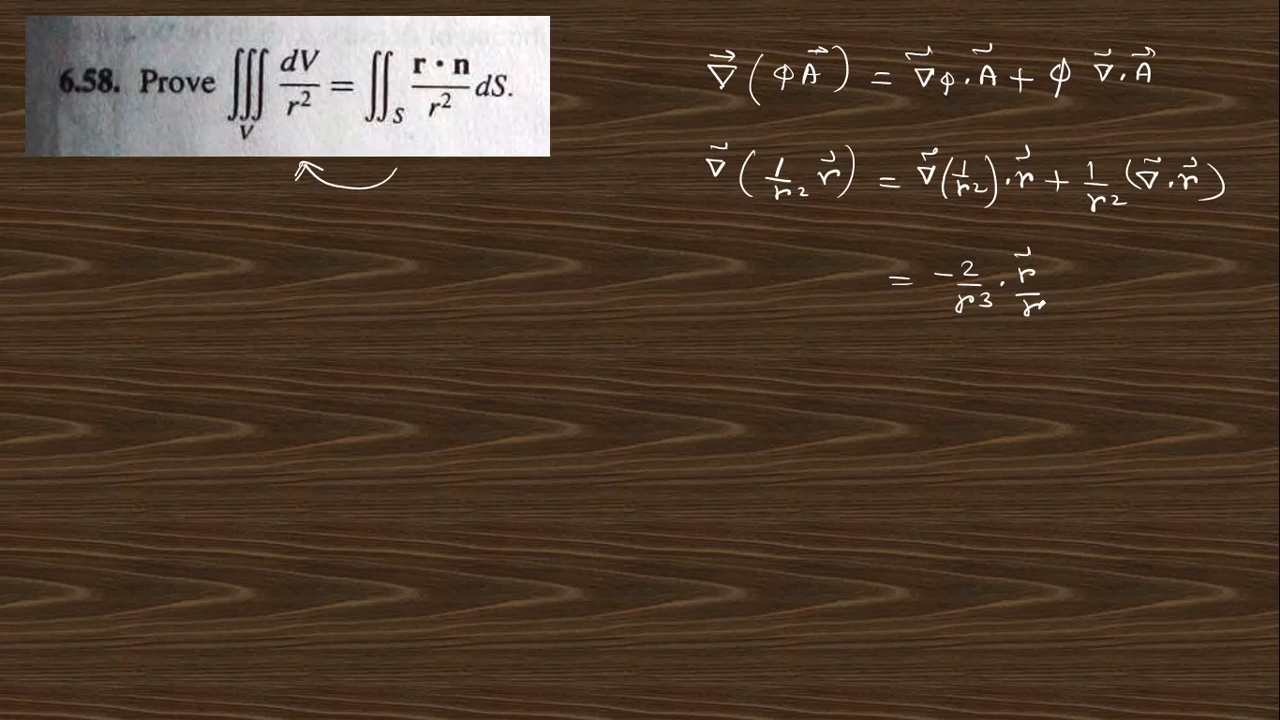 6.58. Prove ∭_V dV/r² = ∬_S r · n/r² dS.
∇⃗ (φA⃗) = ∇⃗φ · A⃗ + φ ∇⃗ · A⃗
∇⃗ (1/r² r⃗) = ∇⃗(1/r²) · r⃗ + 1/r² (∇⃗ · r⃗)
= -2/r³ · r⃗/r